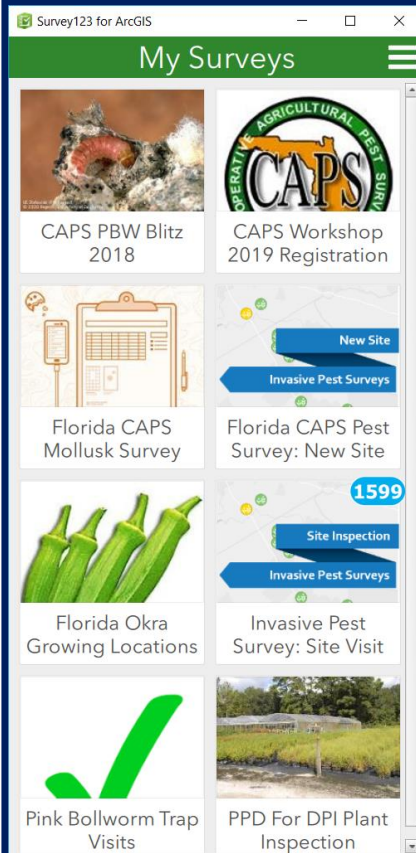 Survey123 for ArcGIS
My Surveys
AGRICULTURAL PEST SURV
CAPS
CAPS PBW Blitz
2018
CAPS Workshop
2019 Registration
New Site
Invasive Pest Surveys
Florida CAPS
Mollusk Survey
Florida CAPS Pest
Survey: New Site
1599
Site Inspection
Invasive Pest Surveys
Florida Okra
Growing Locations
Invasive Pest
Survey: Site Visit
Pink Bollworm Trap
Visits
PPD For DPI Plant
Inspection